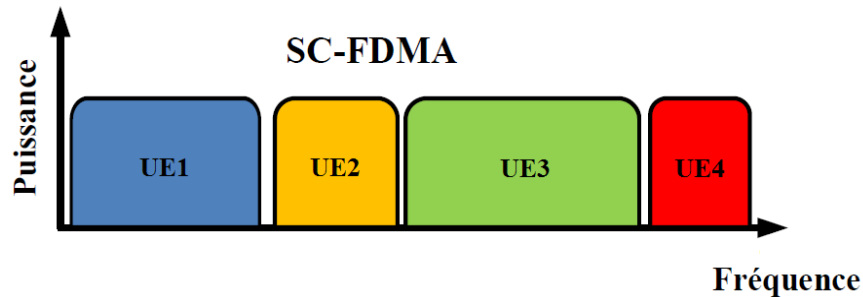 SC-FDMA
Puissance
UE1
UE2
UE3
UE4
Fréquence